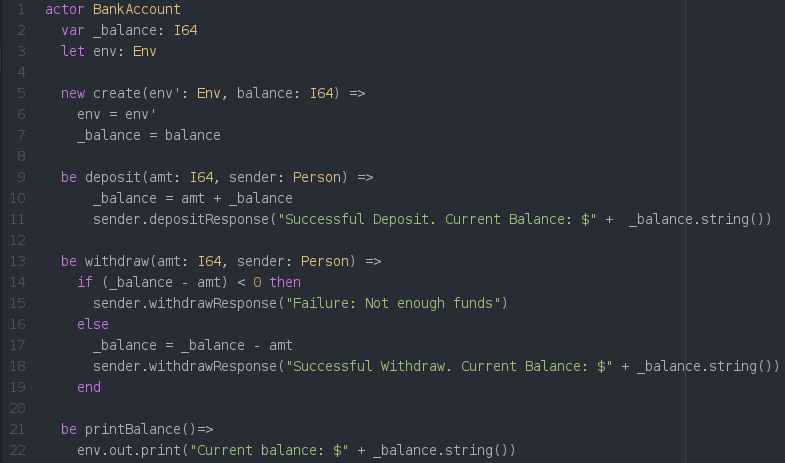 1 actor BankAccount
2   var _balance: I64
3   let env: Env
4
5   new create(env': Env, balance: I64) =>
6     env = env'
7     _balance = balance
8
9   be deposit(amt: I64, sender: Person) =>
10       _balance = amt + _balance
11       sender.depositResponse("Successful Deposit. Current Balance: $" +  _balance.string())
12
13   be withdraw(amt: I64, sender: Person) =>
14     if (_balance - amt) < 0 then
15       sender.withdrawResponse("Failure: Not enough funds")
16     else
17       _balance = _balance - amt
18       sender.withdrawResponse("Successful Withdraw. Current Balance: $" + _balance.string())
19     end
20
21   be printBalance()=>
22     env.out.print("Current balance: $" + _balance.string())